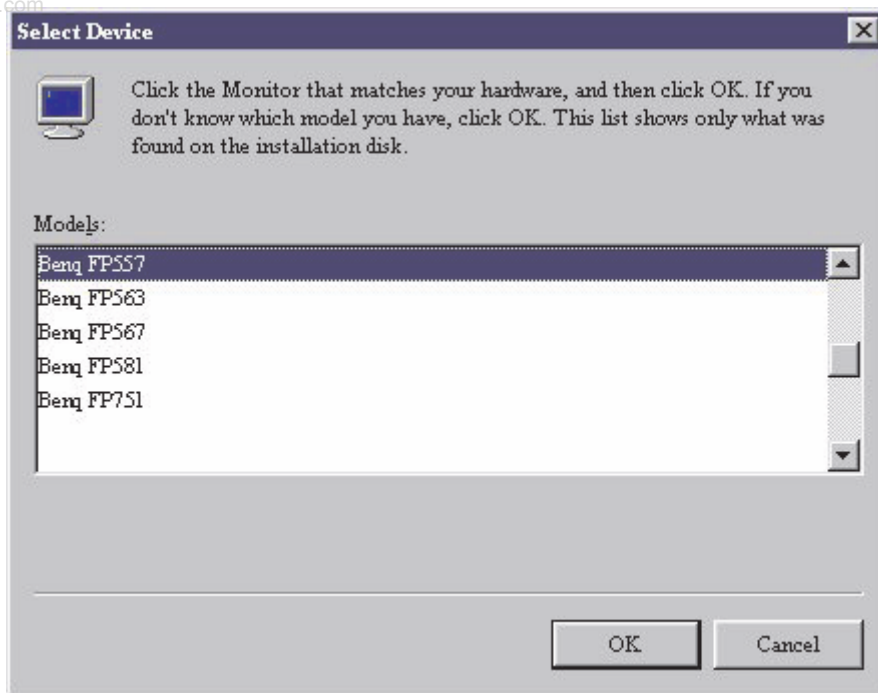 .com
Select Device
Click the Monitor that matches your hardware, and then click OK. If you
don't know which model you have, click OK. This list shows only what was
found on the installation disk.
Models:
Benq FP557
Benq FP563
Benq FP567
Benq FP581
Benq FP751
OK
Cancel